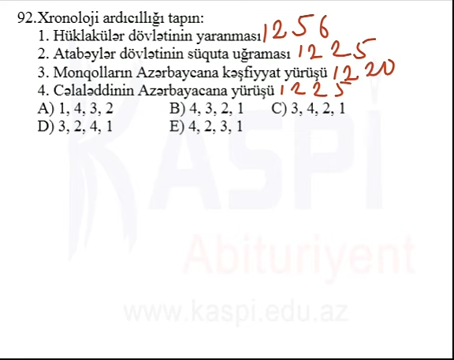 92.Xronoloji ardıcıllığı tapın:
1. Hüklakülər dövlətinin yaranması 1256
2. Atabəylər dövlətinin süquta uğraması 1225
3. Monqolların Azərbaycana kəşfiyyat yürüşü 1220
4. Cəlaləddinin Azərbayacana yürüşü 1225
A) 1, 4, 3, 2 B) 4, 3, 2, 1 C) 3, 4, 2, 1
D) 3, 2, 4, 1 E) 4, 2, 3, 1
KASPİ
Abituriyent
www.kaspi.edu.az